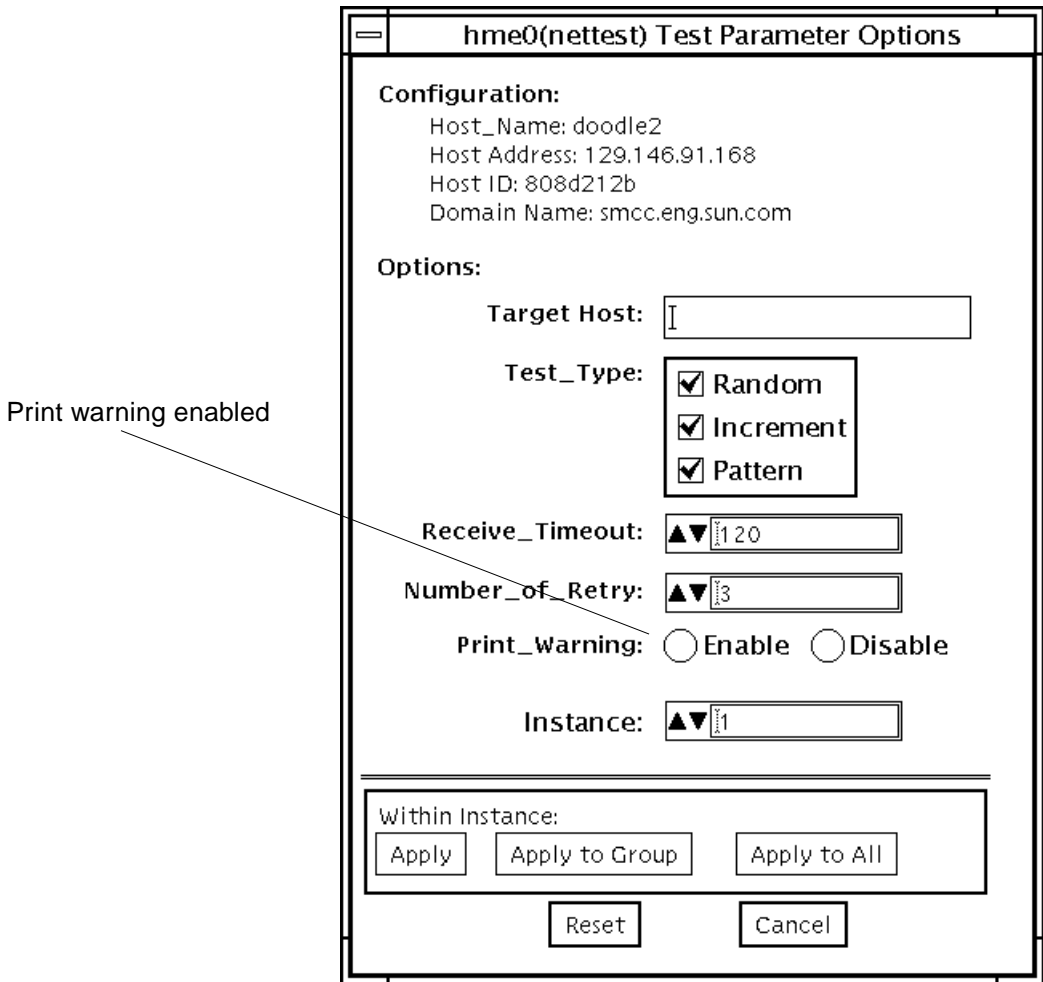 hme0(nettest) Test Parameter Options
Configuration:
Host_Name: doodle2
Host Address: 129.146.91.168
Host ID: 808d212b
Domain Name: smcc.eng.sun.com
Options:
Target Host:
Test_Type:
Random
Increment
Pattern
Print warning enabled
Receive_Timeout: 120
Number_of_Retry: 3
Print_Warning: Enable Disable
Instance: 1
Within Instance:
Apply Apply to Group Apply to All
Reset Cancel